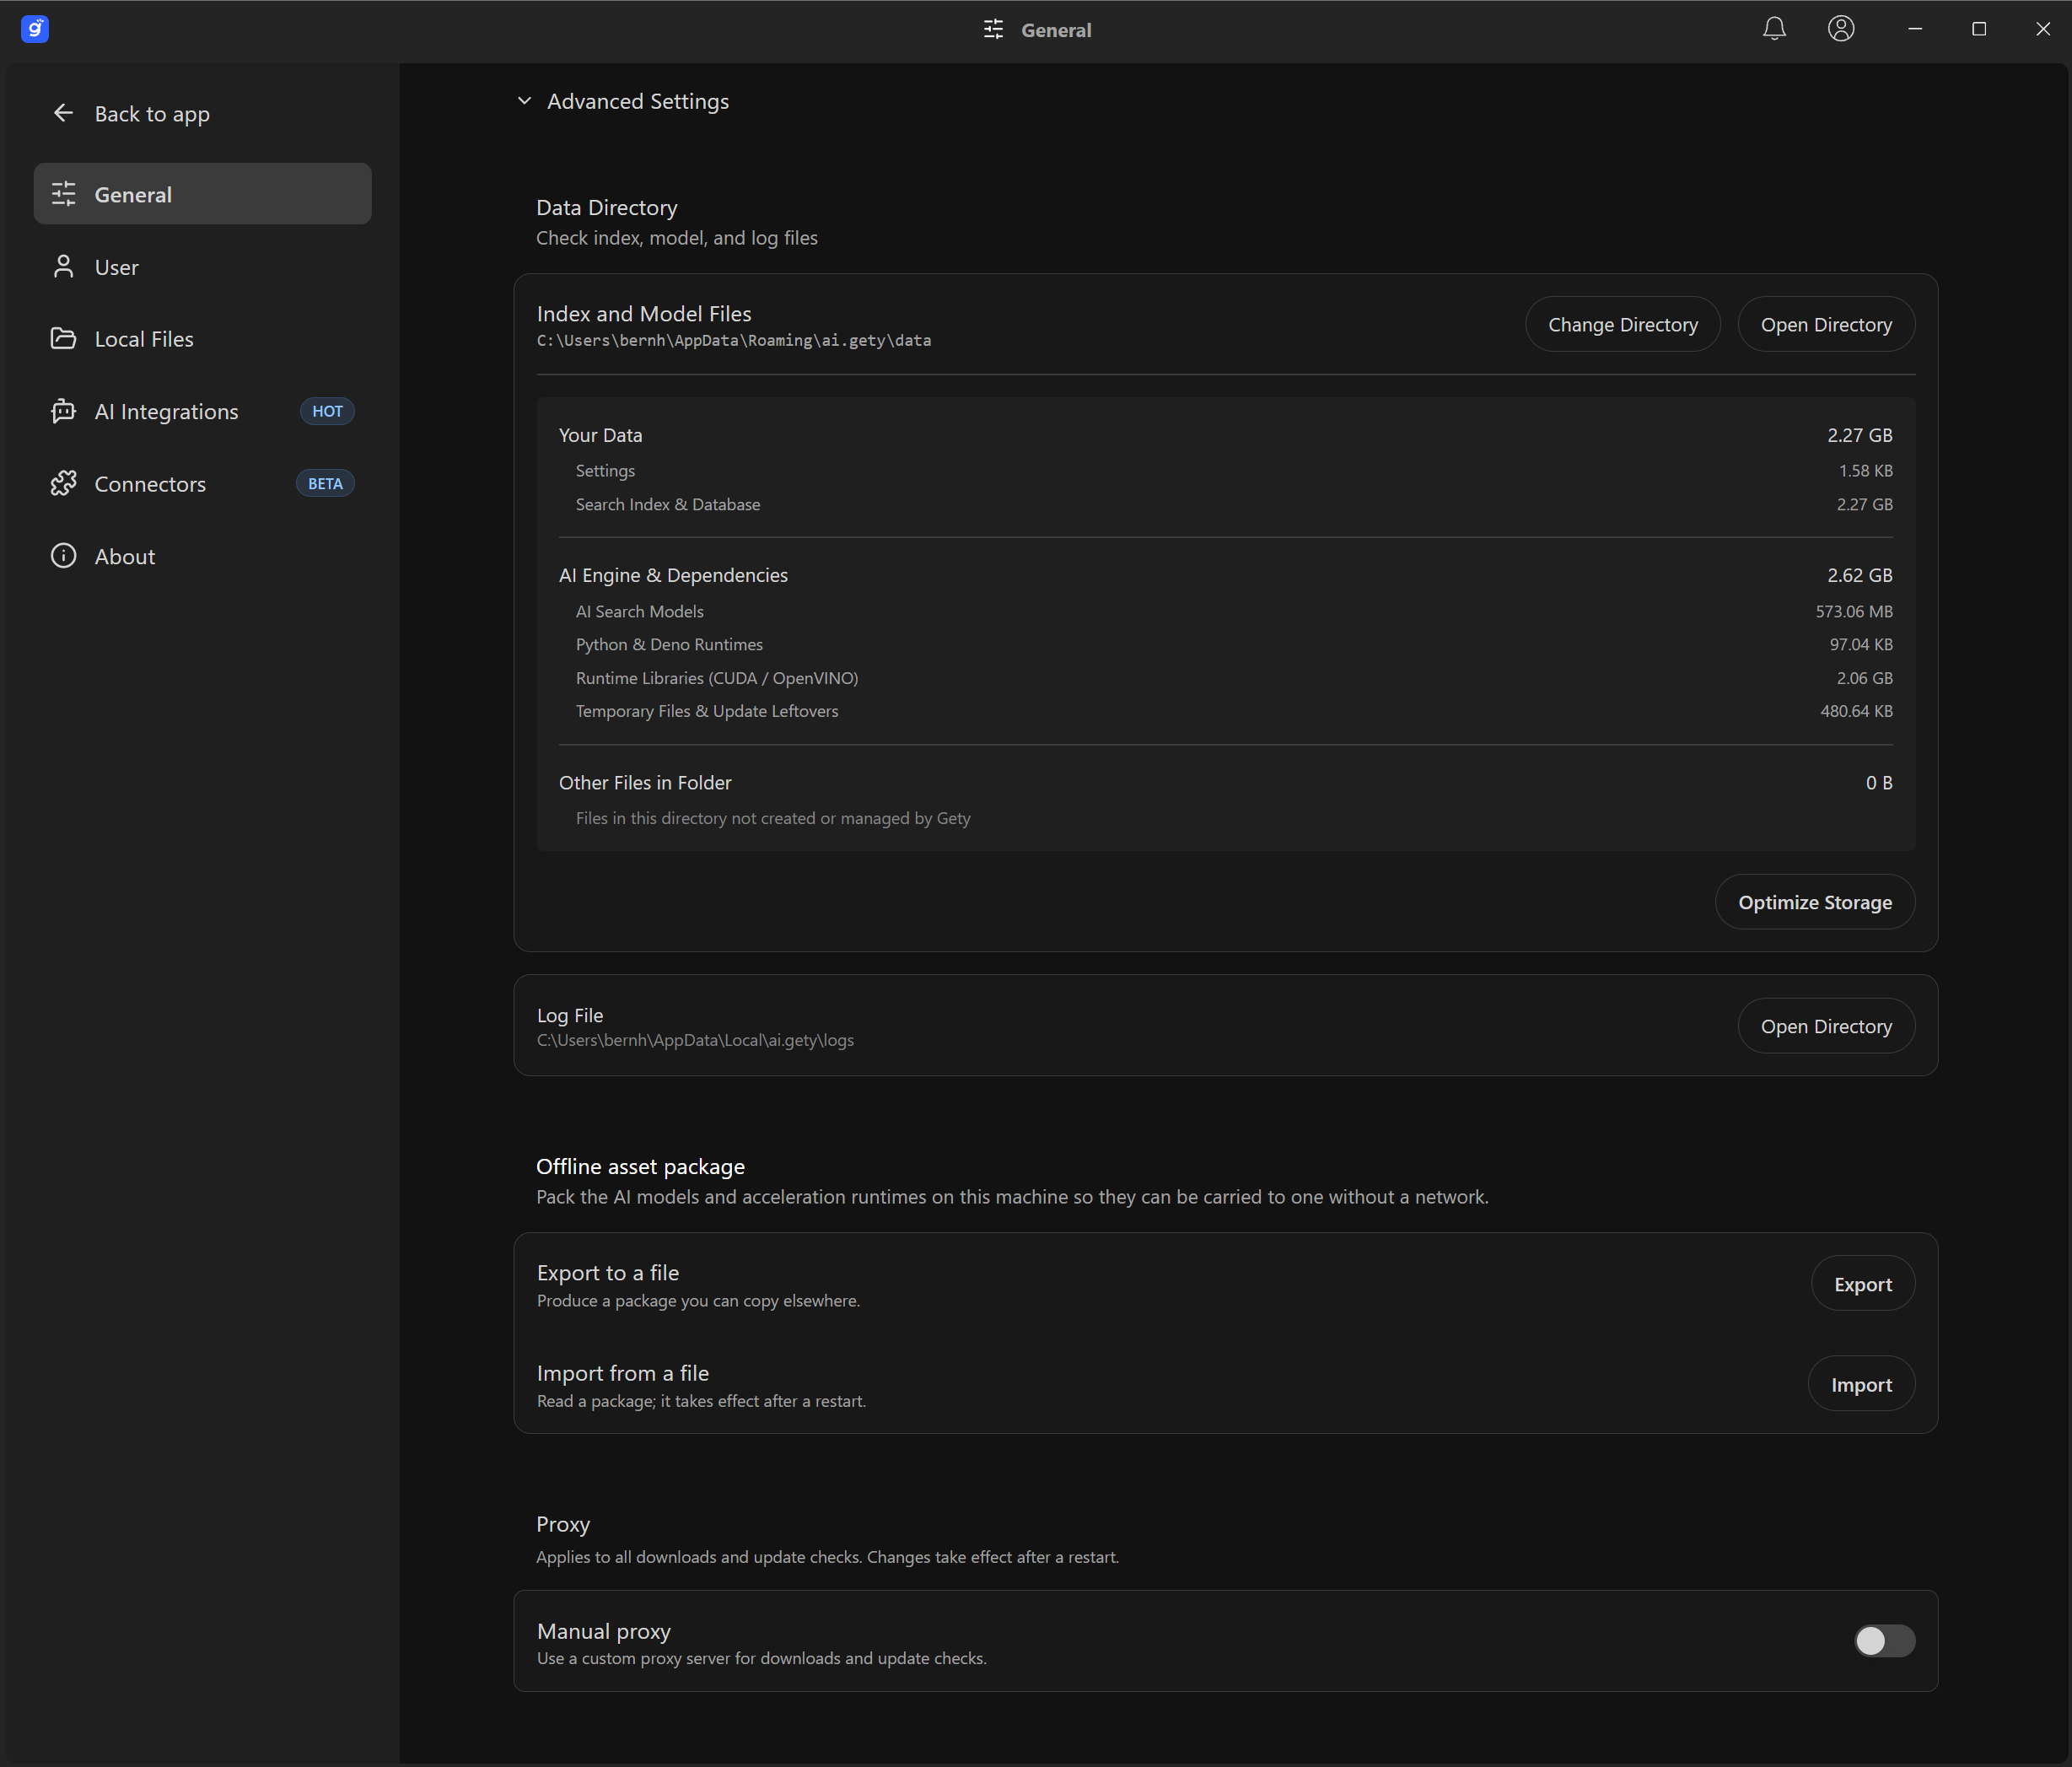 g
General
Back to app
General
User
Local Files
AI Integrations HOT
Connectors BETA
About
Advanced Settings
Data Directory
Check index, model, and log files
Index and Model Files
C:\Users\bernh\AppData\Roaming\ai.gety\data
Change Directory
Open Directory
Your Data 2.27 GB
Settings 1.58 KB
Search Index & Database 2.27 GB
AI Engine & Dependencies 2.62 GB
AI Search Models 573.06 MB
Python & Deno Runtimes 97.04 KB
Runtime Libraries (CUDA / OpenVINO) 2.06 GB
Temporary Files & Update Leftovers 480.64 KB
Other Files in Folder 0 B
Files in this directory not created or managed by Gety
Optimize Storage
Log File
C:\Users\bernh\AppData\Local\ai.gety\logs
Open Directory
Offline asset package
Pack the AI models and acceleration runtimes on this machine so they can be carried to one without a network.
Export to a file
Produce a package you can copy elsewhere.
Export
Import from a file
Read a package; it takes effect after a restart.
Import
Proxy
Applies to all downloads and update checks. Changes take effect after a restart.
Manual proxy
Use a custom proxy server for downloads and update checks.